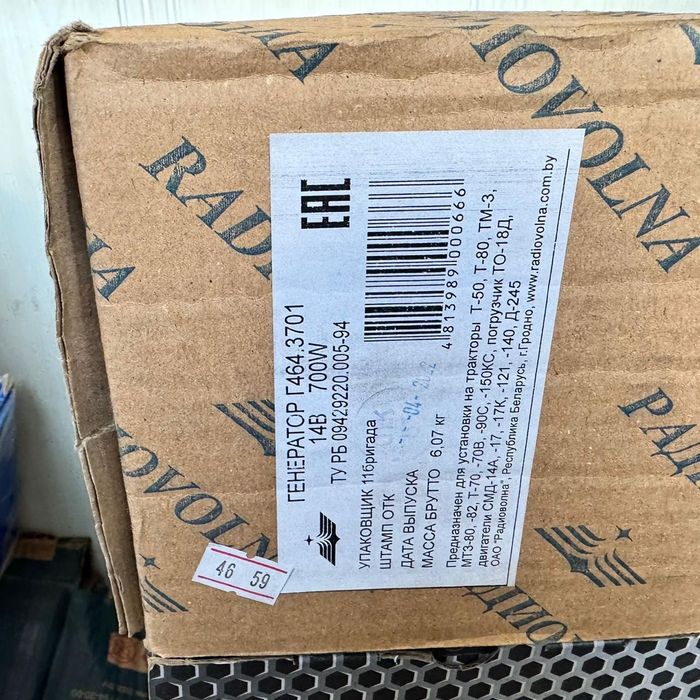 RADIOVOLNA
ГЕНЕРАТОР Г464.3701
14В 700W
ТУ РБ 09429220.005-94
ЕАС
4813989000666
УПАКОВЩИК 11бригада
ШТАМП ОТК
ДАТА ВЫПУСКА
МАССА БРУТТО 6,07 кг
Предназначен для установки на тракторы Т-50, Т-80, ТМ-3,
МТЗ-80, -82, Т-70, -70В, -90С, -150КС, погрузчик ТО-18Д,
двигатели СМД-14А, -17, -17К, -121, -140, Д-245
ОАО "Радиоволна", Республика Беларусь, г.Гродно, www.radiovolna.com.by
46 59